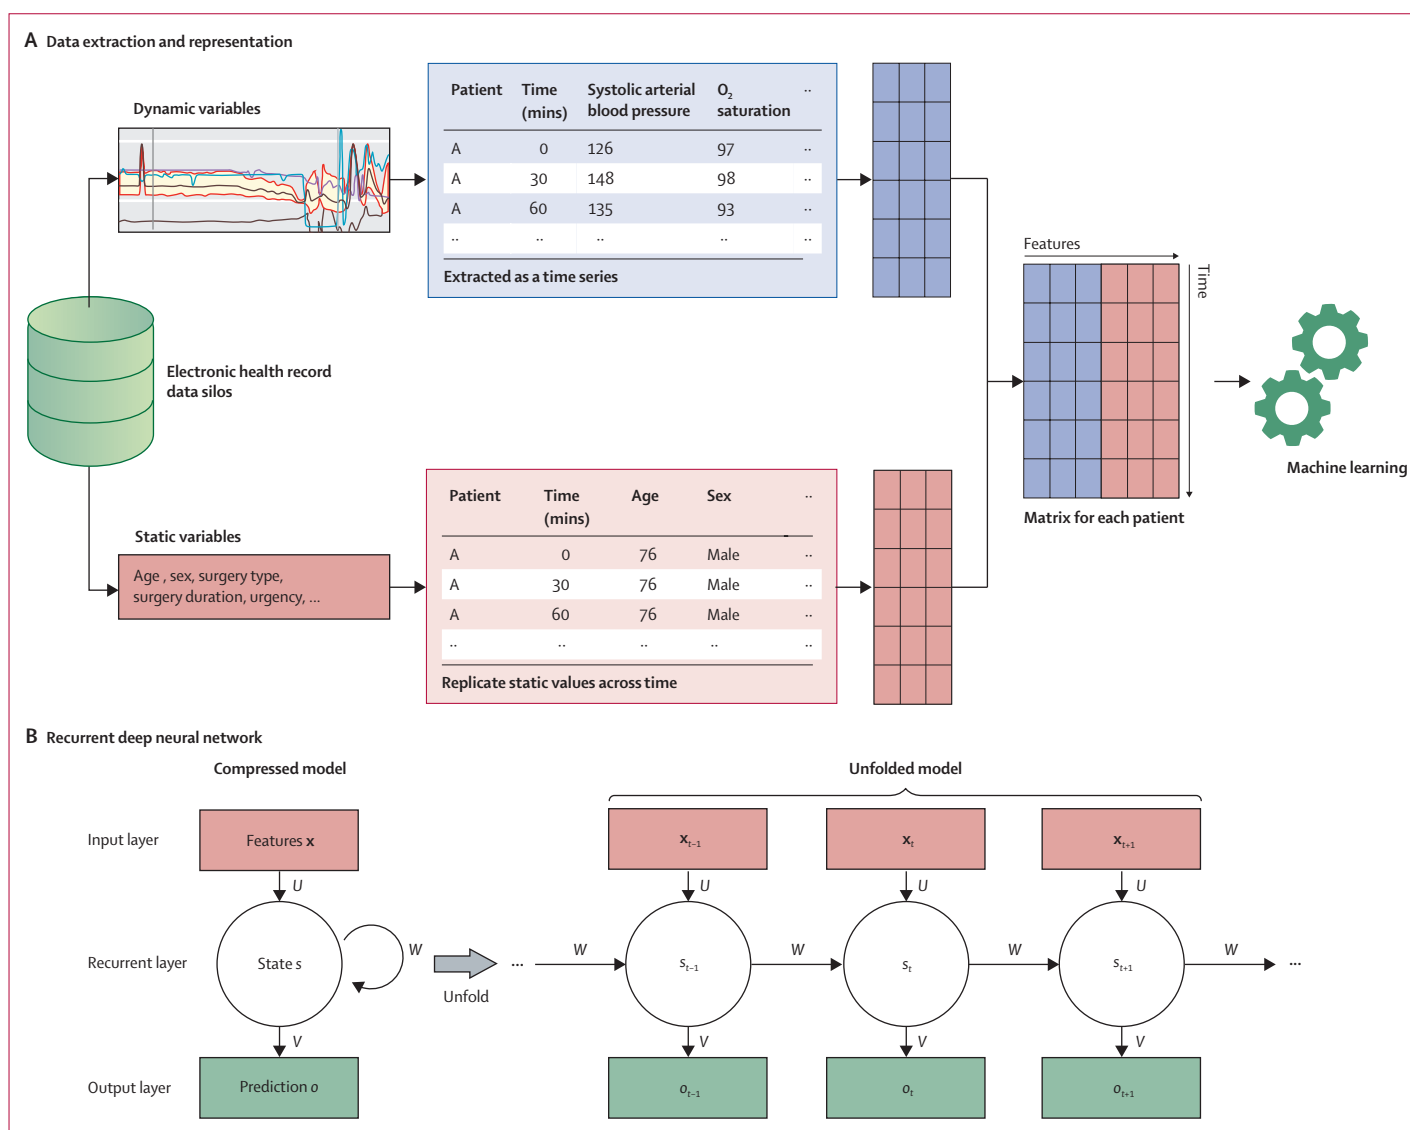 A Data extraction and representation
Dynamic variables
Patient Time (mins) Systolic arterial blood pressure O₂ saturation ..
A 0 126 97 ..
A 30 148 98 ..
A 60 135 93 ..
.. .. .. .. ..
Extracted as a time series
Electronic health record
data silos
Static variables
Age , sex, surgery type,
surgery duration, urgency, ...
Patient Time (mins) Age Sex ..
A 0 76 Male ..
A 30 76 Male ..
A 60 76 Male ..
.. .. .. .. ..
Replicate static values across time
Features
Time
Matrix for each patient
Machine learning
B Recurrent deep neural network
Compressed model
Unfolded model
Input layer
Features x
xₜ₋₁
xₜ
xₜ₊₁
U
U
U
U
Recurrent layer
State s
W
Unfold
...
W
sₜ₋₁
W
sₜ
W
sₜ₊₁
W
...
V
V
V
V
Output layer
Prediction o
oₜ₋₁
oₜ
oₜ₊₁